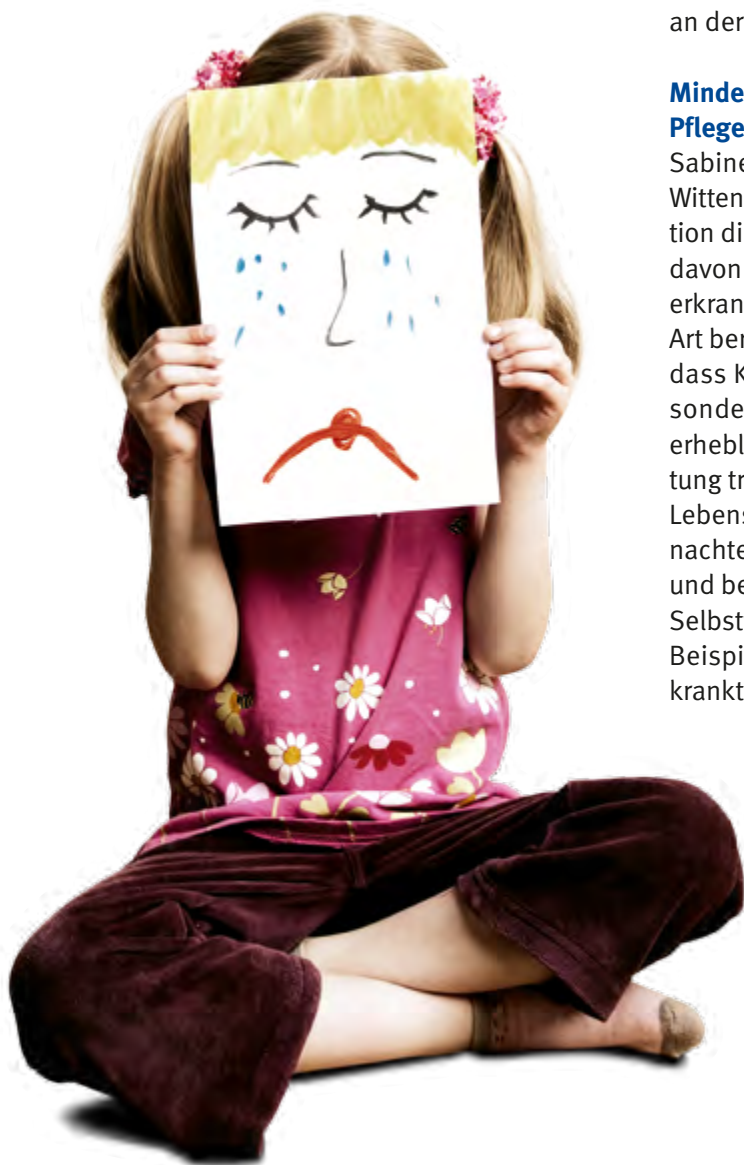 an der
Minde
Pflege
Sabine
Witten
tion di
davon
erkran
Art ber
dass K
sonde
erhebl
tung tr
Lebens
nachte
und be
Selbst
Beispi
krankt